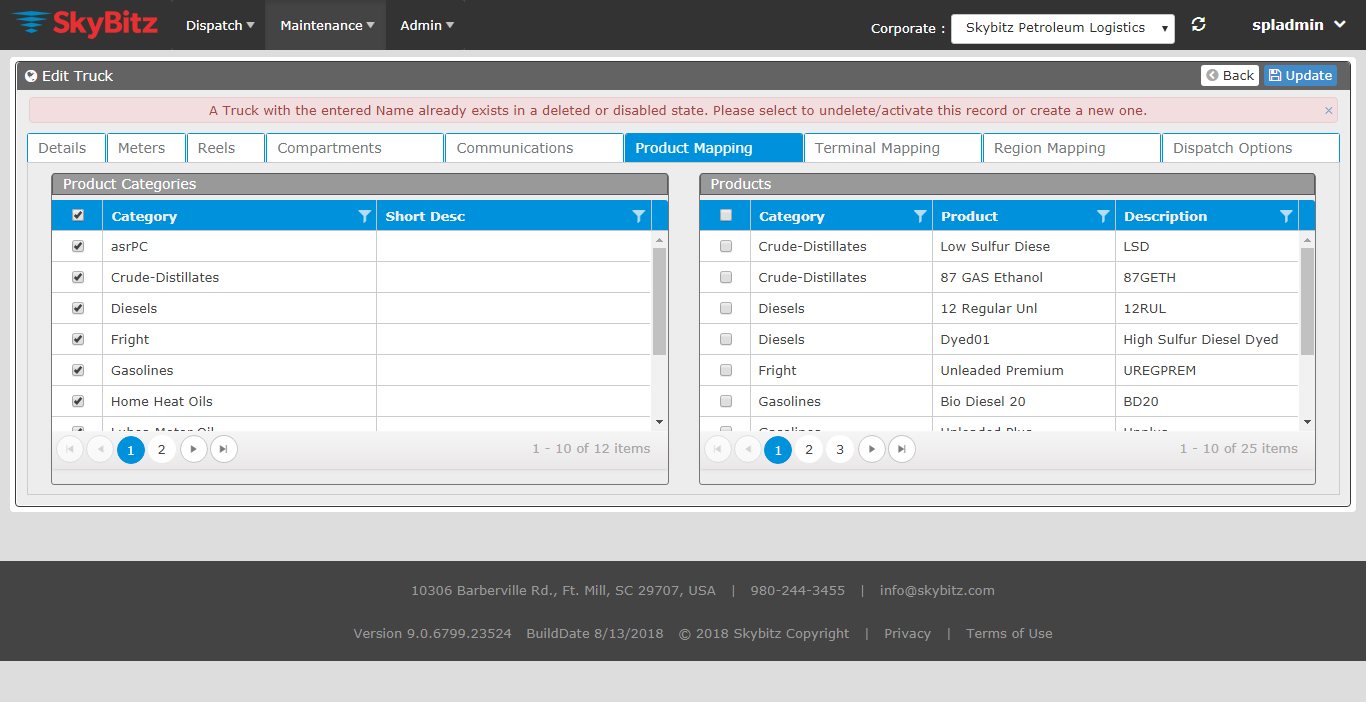 SkyBitz Dispatch Maintenance Admin Corporate : Skybitz Petroleum Logistics spladmin
Edit Truck Back Update
A Truck with the entered Name already exists in a deleted or disabled state. Please select to undelete/activate this record or create a new one. ×
Details Meters Reels Compartments Communications Product Mapping Terminal Mapping Region Mapping Dispatch Options
Product Categories
Category Short Desc
asrPC
Crude-Distillates
Diesels
Fright
Gasolines
Home Heat Oils
1 2 1 - 10 of 12 items
Products
Category Product Description
Crude-Distillates Low Sulfur Diese LSD
Crude-Distillates 87 GAS Ethanol 87GETH
Diesels 12 Regular Unl 12RUL
Diesels Dyed01 High Sulfur Diesel Dyed
Fright Unleaded Premium UREGPREM
Gasolines Bio Diesel 20 BD20
1 2 3 1 - 10 of 25 items
10306 Barberville Rd., Ft. Mill, SC 29707, USA | 980-244-3455 | info@skybitz.com
Version 9.0.6799.23524 BuildDate 8/13/2018 © 2018 Skybitz Copyright | Privacy | Terms of Use